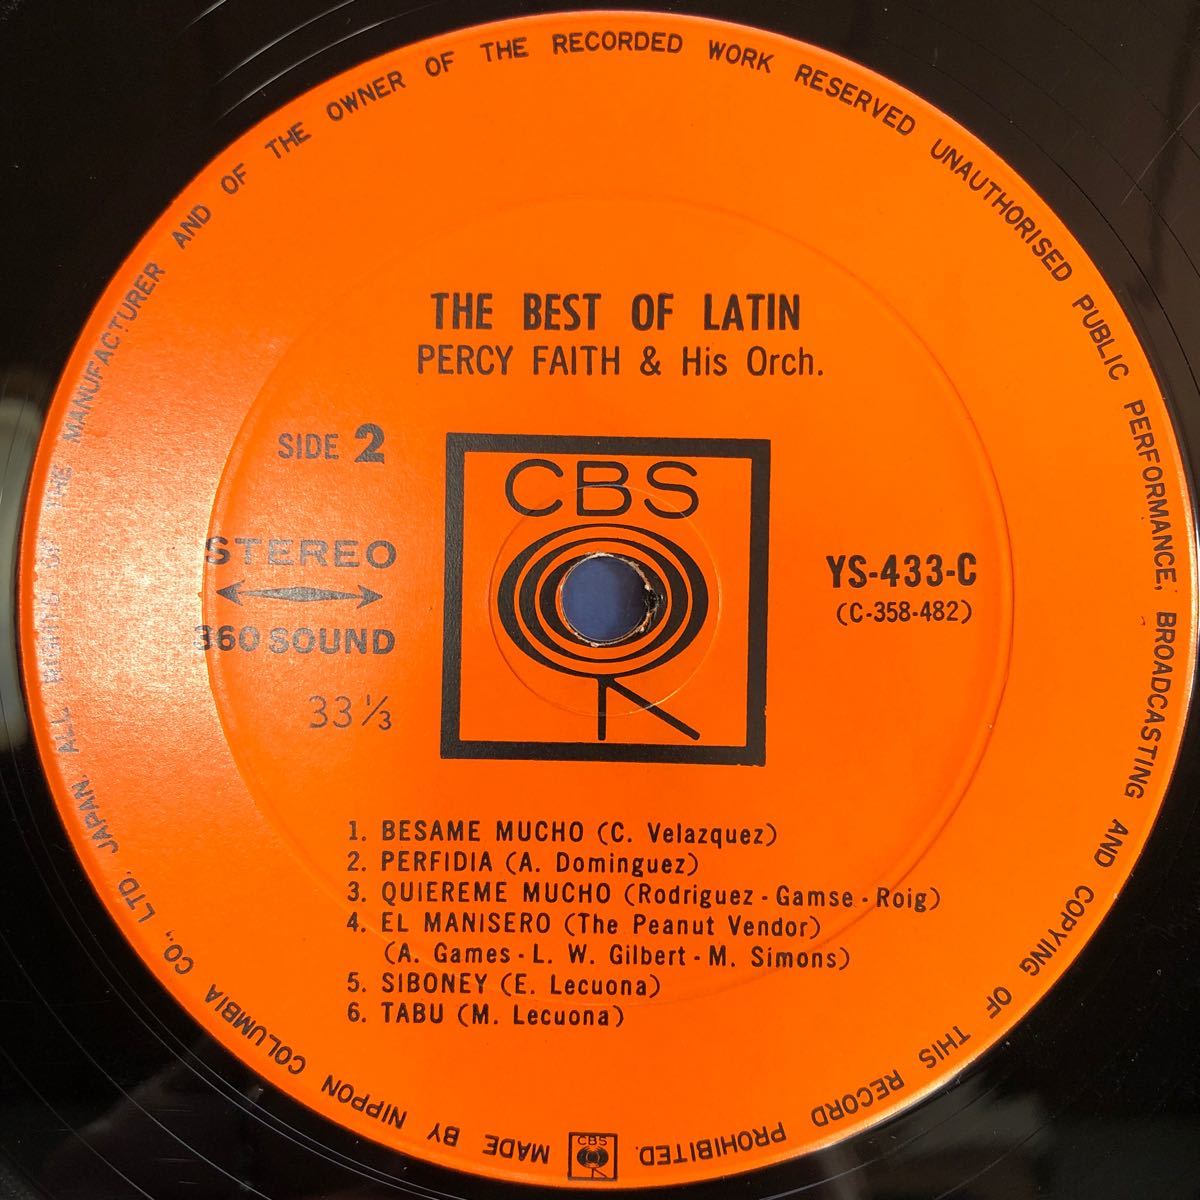 THE BEST OF LATIN
PERCY FAITH & His Orch.
SIDE 2
CBS
STEREO
360 SOUND
33 1/3
YS-433-C
(C-358-482)
1. BESAME MUCHO (C. Velazquez)
2. PERFIDIA (A. Dominguez)
3. QUIEREME MUCHO (Rodriguez - Gamse - Roig)
4. EL MANISERO (The Peanut Vendor)
(A. Games - L. W. Gilbert - M. Simons)
5. SIBONEY (E. Lecuona)
6. TABU (M. Lecuona)
MADE BY NIPPON COLUMBIA CO., LTD. JAPAN. ALL RIGHTS OF THE MANUFACTURER AND OF THE OWNER OF THE RECORDED WORK RESERVED UNAUTHORISED PUBLIC PERFORMANCE, BROADCASTING AND COPYING OF THIS RECORD PROHIBITED.
CBS